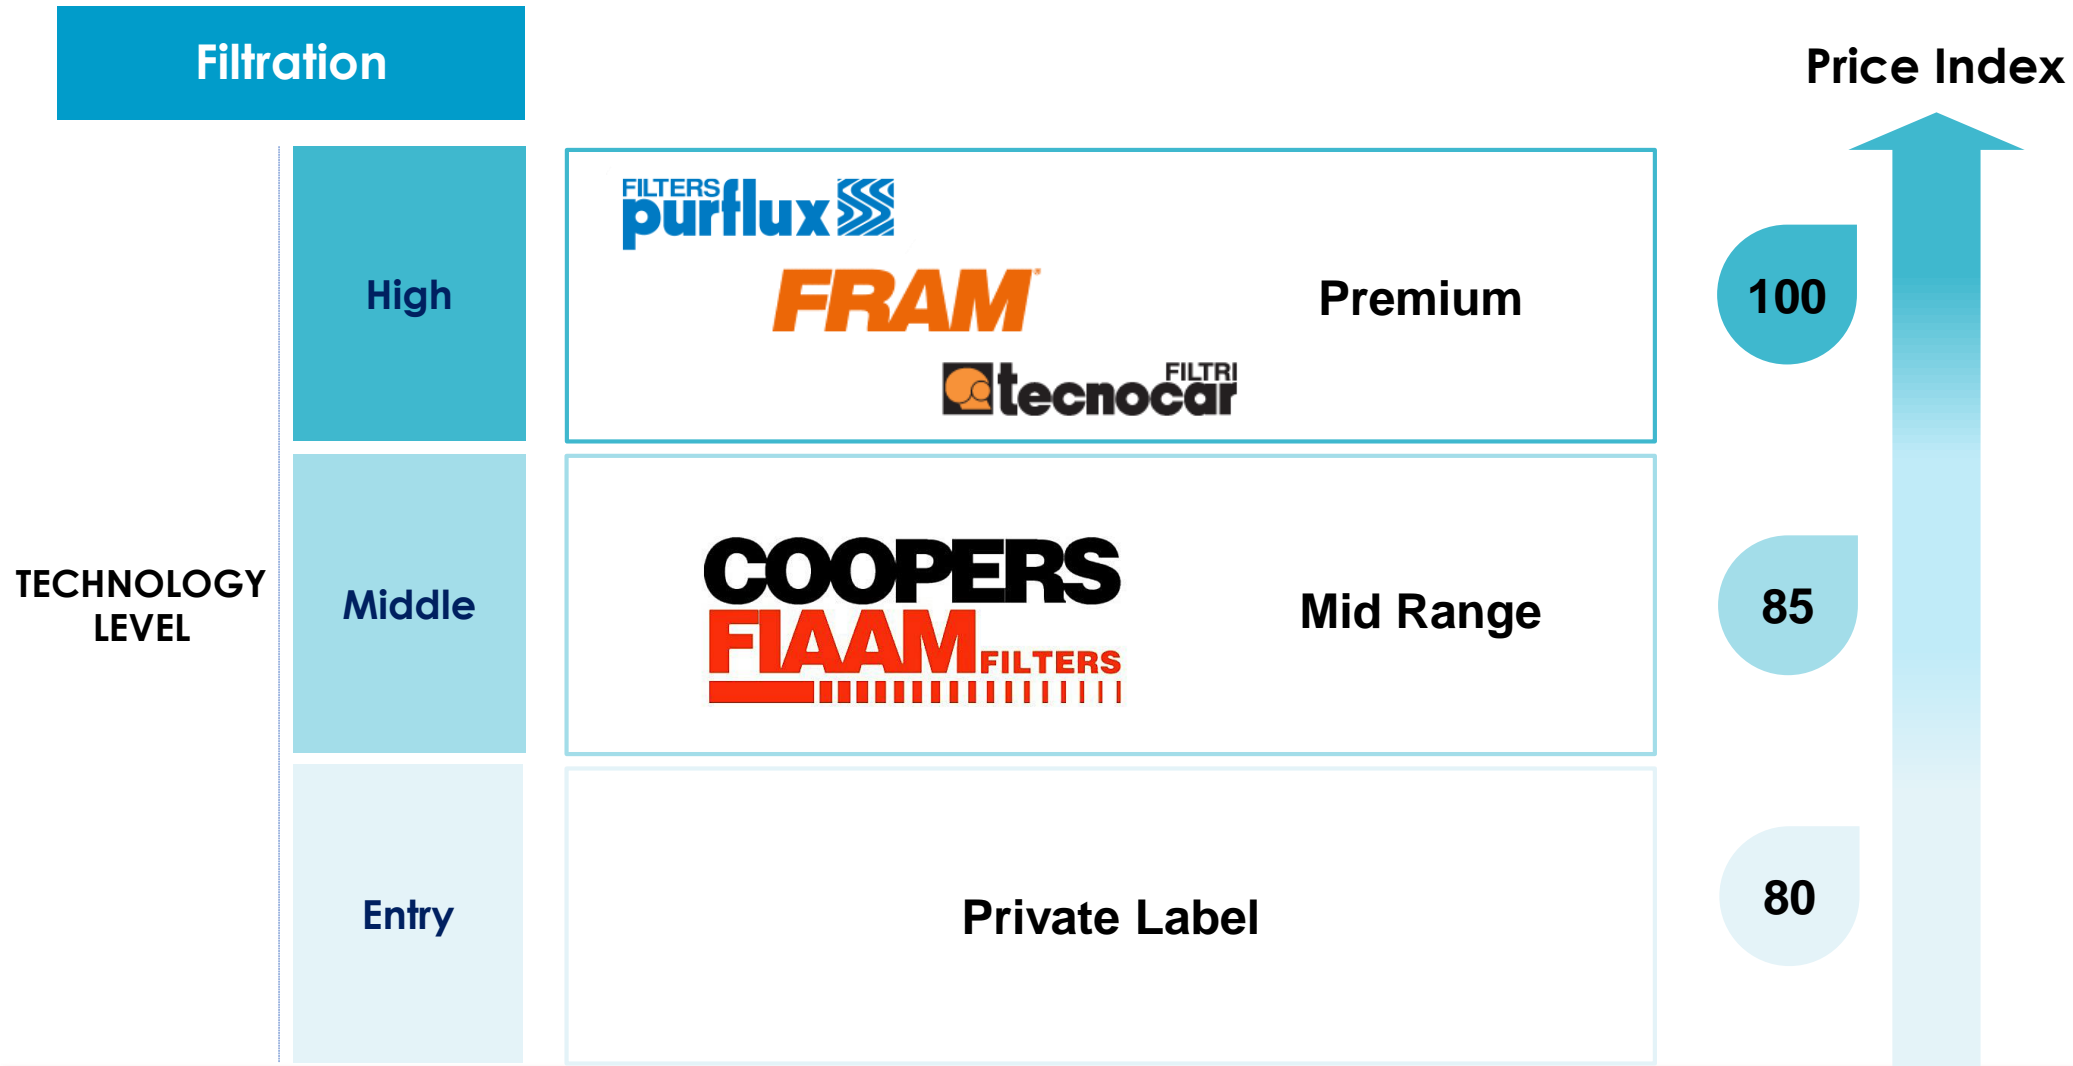 Filtration
Price Index
FILTERS
purflux
FRAM
High
Premium
100
FILTRI
tecnocar
COOPERS
FIAAM FILTERS
TECHNOLOGY
LEVEL
Middle
Mid Range
85
Entry
Private Label
80